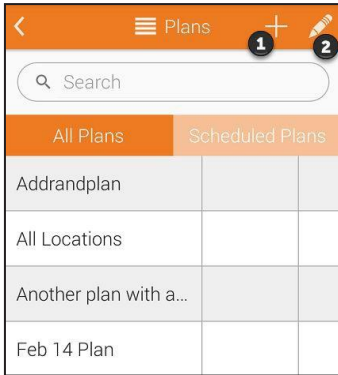 Plans
1
2
Search
All Plans Scheduled Plans
Addrandplan
All Locations
Another plan with a...
Feb 14 Plan